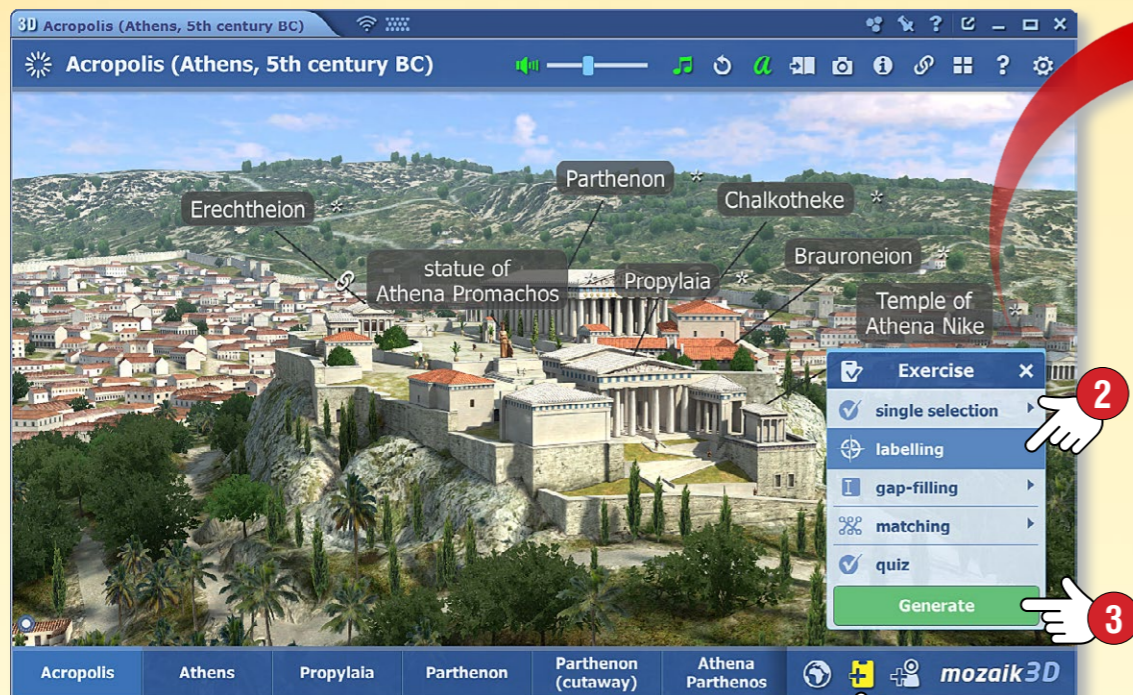 3D Acropolis (Athens, 5th century BC)
?
Acropolis (Athens, 5th century BC)
a
?
Parthenon
Chalkotheke
Erechtheion
Brauroneion
statue of
Athena Promachos
Propylaia
Temple of
Athena Nike
Exercise
single selection
2
labelling
gap-filling
matching
quiz
Generate
3
Acropolis
Athens
Propylaia
Parthenon
Parthenon
(cutaway)
Athena
Parthenos
mozaik3D